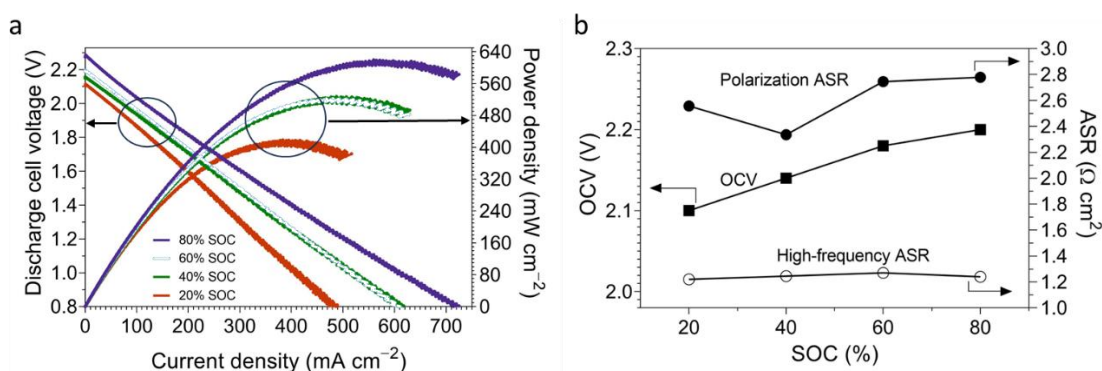 a
Discharge cell voltage (V)
2.2
2.0
1.8
1.6
1.4
1.2
1.0
0.8
80% SOC
60% SOC
40% SOC
20% SOC
0 100 200 300 400 500 600 700
Current density (mA cm⁻²)
640
560
480
400
320
240
160
80
0
Power density (mW cm⁻²)
b
OCV (V)
2.3
2.2
2.1
2.0
Polarization ASR
OCV
High-frequency ASR
20 40 60 80
SOC (%)
3.0
2.8
2.6
2.4
2.2
2.0
1.8
1.6
1.4
1.2
1.0
ASR (Ω cm²)